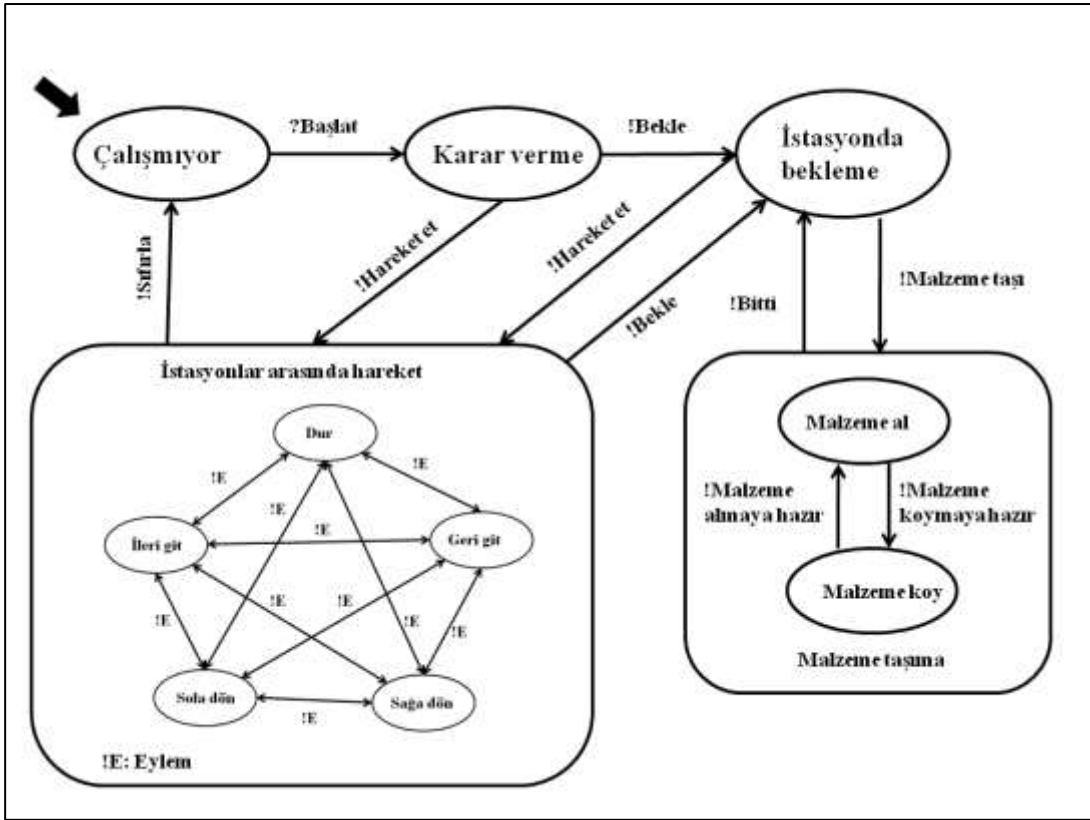 Çalışmıyor
?Başlat
Karar verme
!Bekle
İstasyonda
bekleme
!Sıfırla
!Hareket et
!Hareket et
!Bekle
!Bitti
!Malzeme taşı
İstasyonlar arasında hareket
Dur
!E
!E
!E
!E
İleri git
Geri git
!E
!E
!E
!E
!E
Sola dön
!E
Sağa dön
!E: Eylem
Malzeme al
!Malzeme
almaya hazır
!Malzeme
koymaya hazır
Malzeme koy
Malzeme taşıma